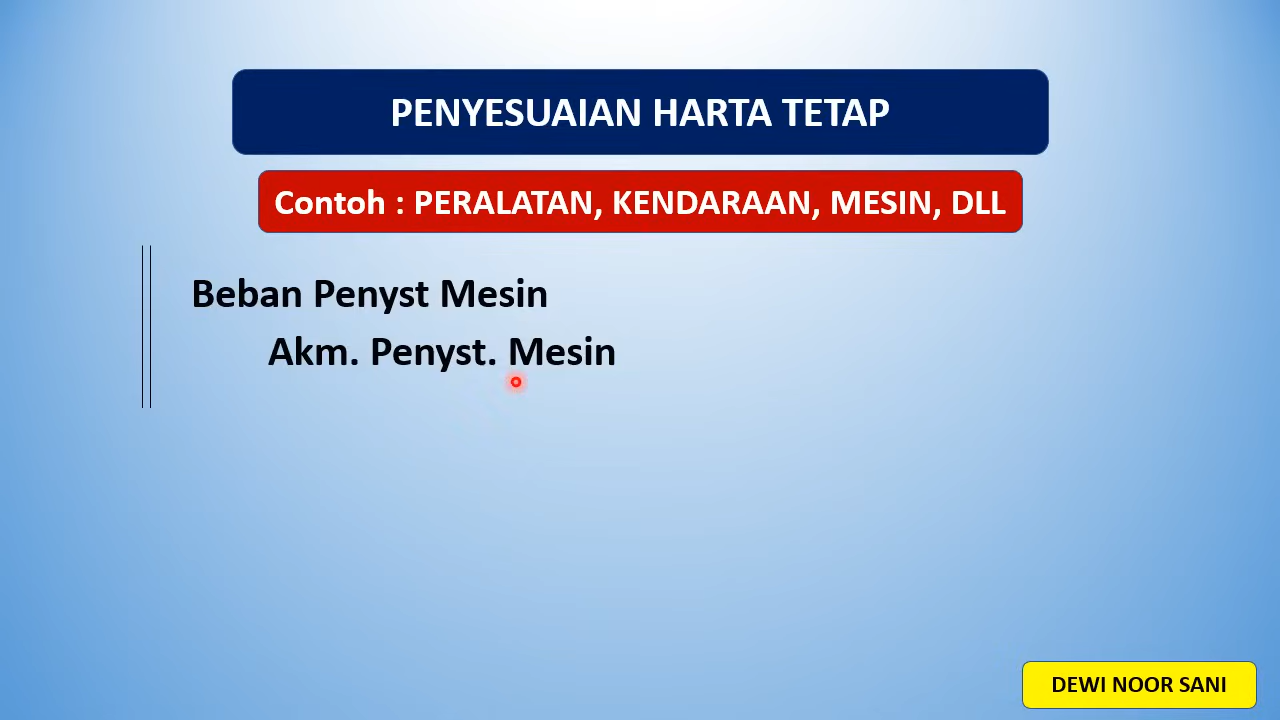 PENYESUAIAN HARTA TETAP
Contoh : PERALATAN, KENDARAAN, MESIN, DLL
Beban Penyst Mesin
Akm. Penyst. Mesin
DEWI NOOR SANI